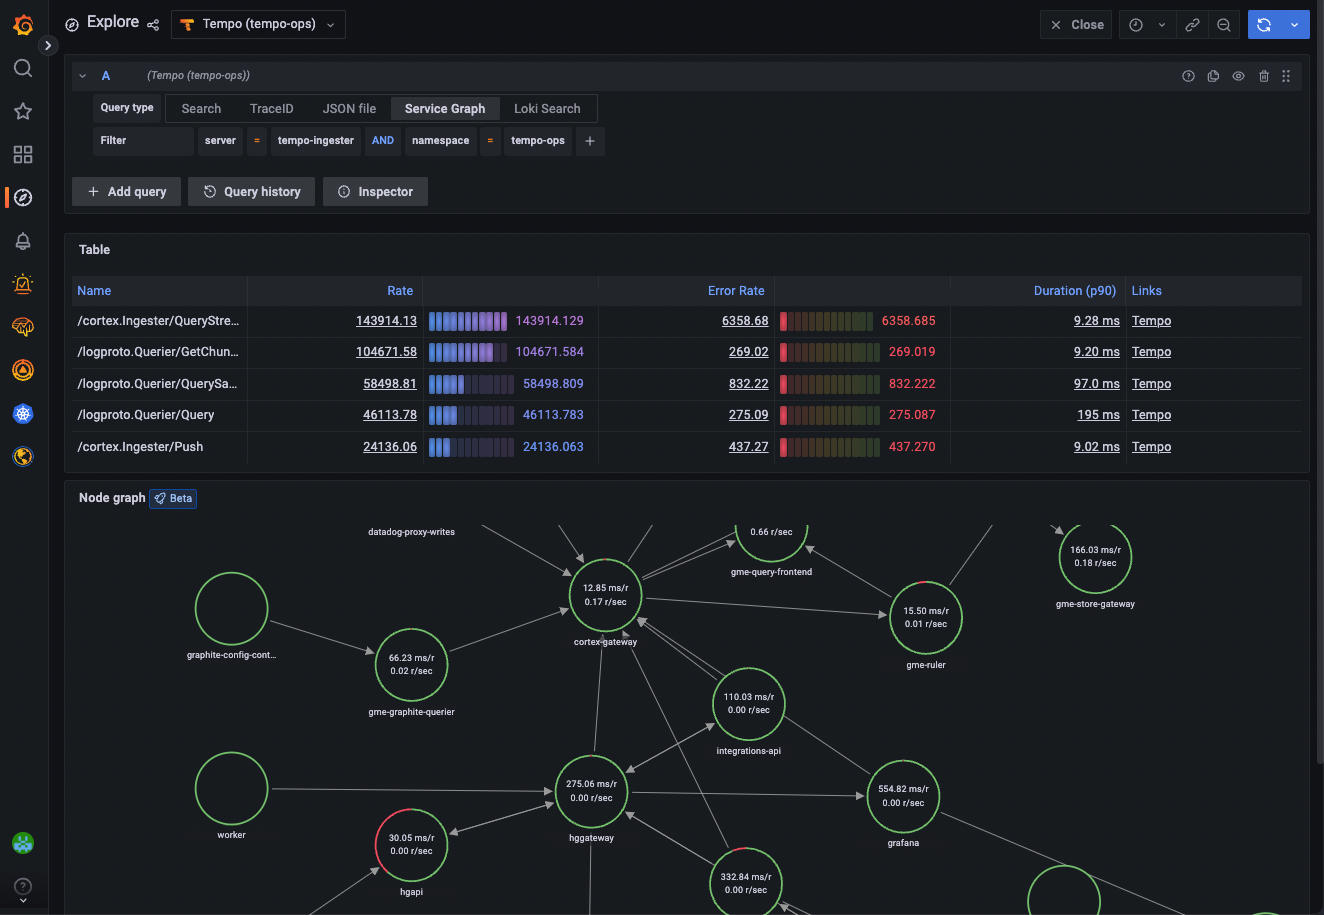 Explore
Tempo (tempo-ops)
Close
A
(Tempo (tempo-ops))
Query type
Search
TraceID
JSON file
Service Graph
Loki Search
Filter
server
=
tempo-ingester
AND
namespace
=
tempo-ops
+
+ Add query
Query history
Inspector
Table
Name Rate Error Rate Duration (p90) Links
/cortex.Ingester/QueryStre... 143914.13 143914.129 6358.68 6358.685 9.28 ms Tempo
/logproto.Querier/GetChun... 104671.58 104671.584 269.02 269.019 9.20 ms Tempo
/logproto.Querier/QuerySa... 58498.81 58498.809 832.22 832.222 97.0 ms Tempo
/logproto.Querier/Query 46113.78 46113.783 275.09 275.087 195 ms Tempo
/cortex.Ingester/Push 24136.06 24136.063 437.27 437.270 9.02 ms Tempo
Node graph
Beta
datadog-proxy-writes
0.66 r/sec
gme-query-frontend
166.03 ms/r
0.18 r/sec
gme-store-gateway
12.85 ms/r
0.17 r/sec
cortex-gateway
15.50 ms/r
0.01 r/sec
gme-ruler
graphite-config-cont...
66.23 ms/r
0.02 r/sec
gme-graphite-querier
110.03 ms/r
0.00 r/sec
integrations-api
worker
275.06 ms/r
0.00 r/sec
hggateway
554.82 ms/r
0.00 r/sec
grafana
30.05 ms/r
0.00 r/sec
hgapi
332.84 ms/r
0.00 r/sec